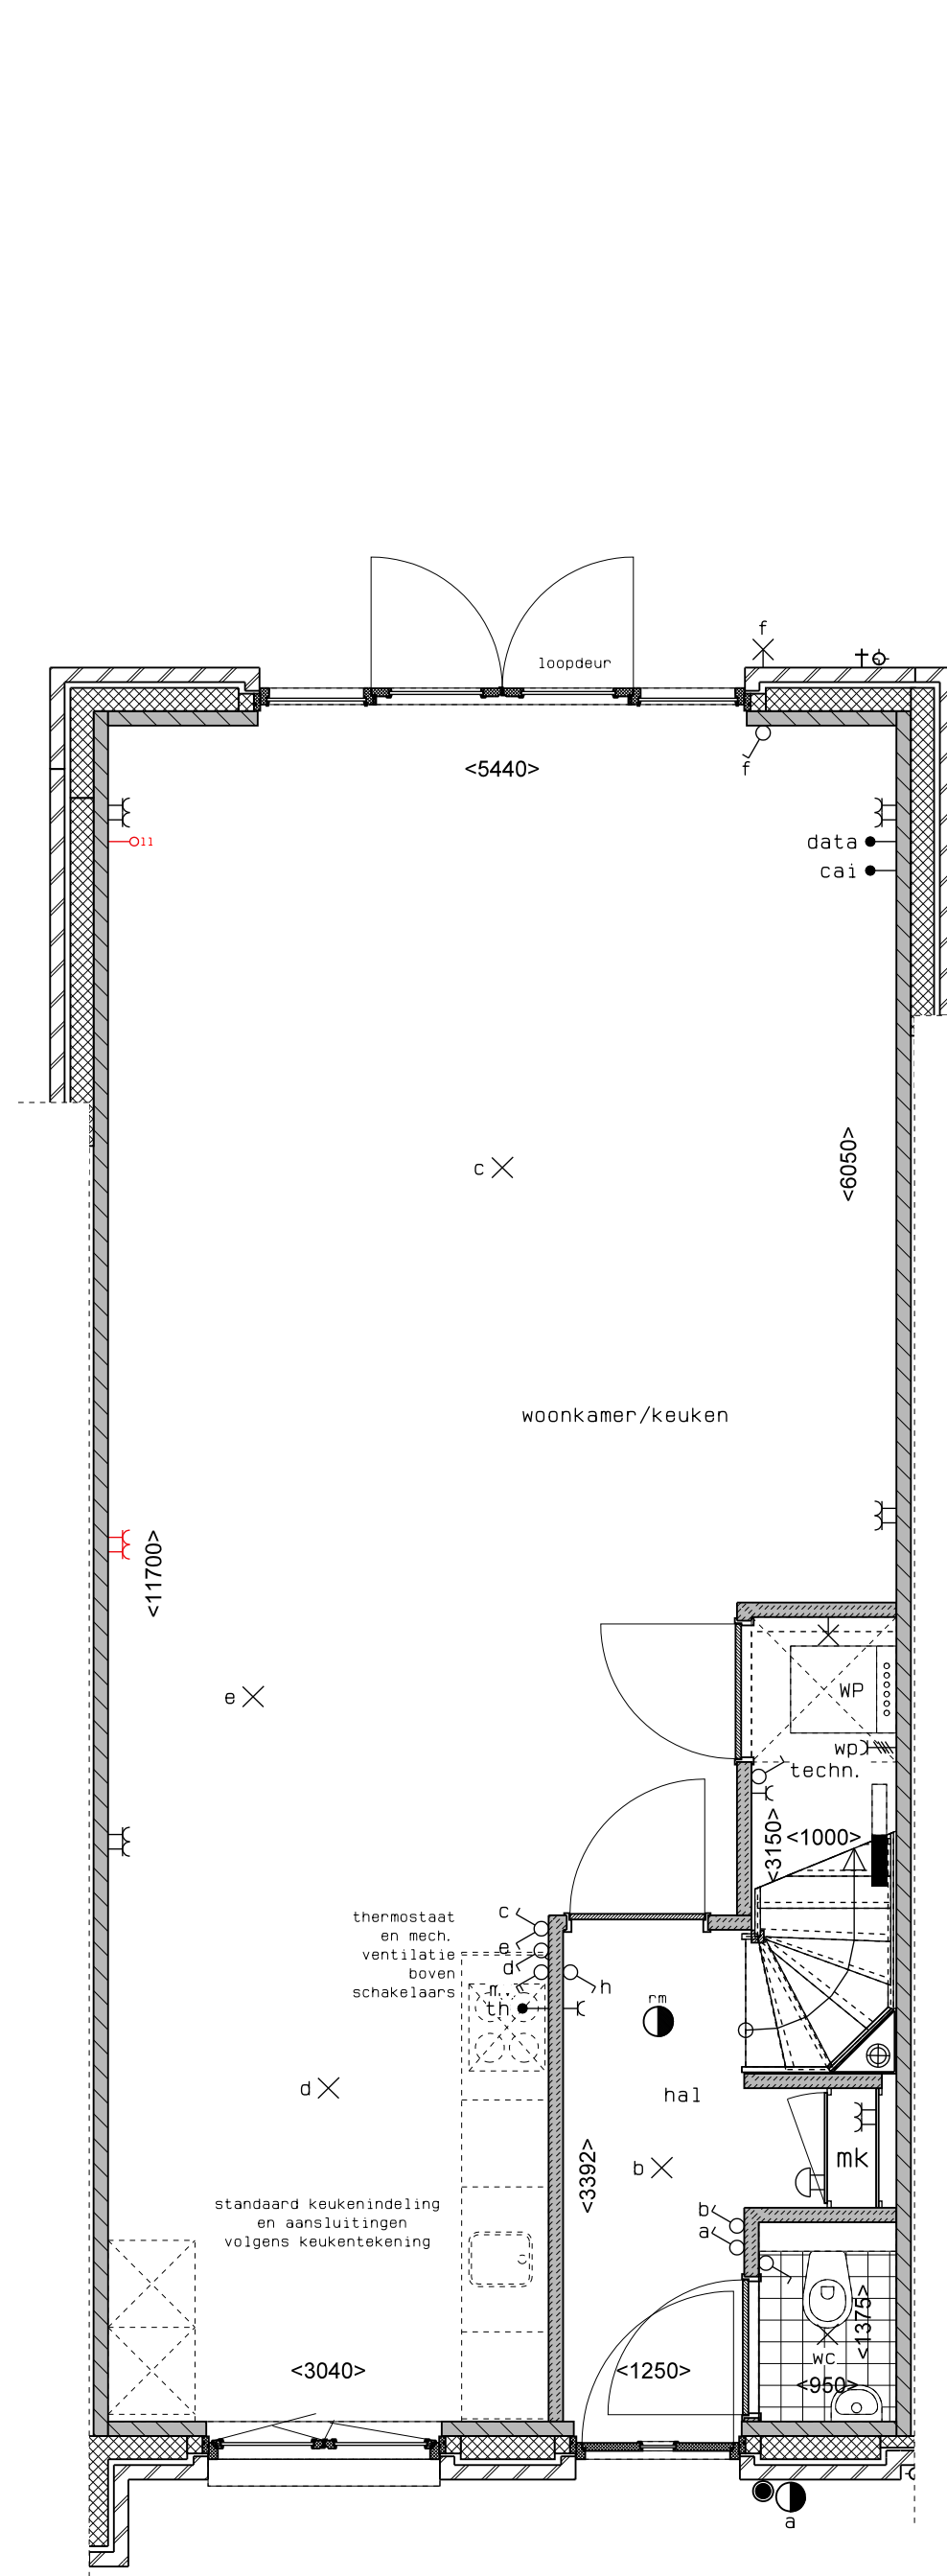 f
loopdeur
f
<5440>
11
data
cai
<6050>
c
woonkamer/keuken
<11700>
e
WP
wp
techn.
<3150>
<1000>
c
thermostaat
en mech.
ventilatie
boven
schakelaars
e
d
h
th
rm
d
hal
<3392>
b
mk
standaard keukenindeling
en aansluitingen
volgens keukentekening
b
a
<1375>
wc
<950>
<3040>
<1250>
a